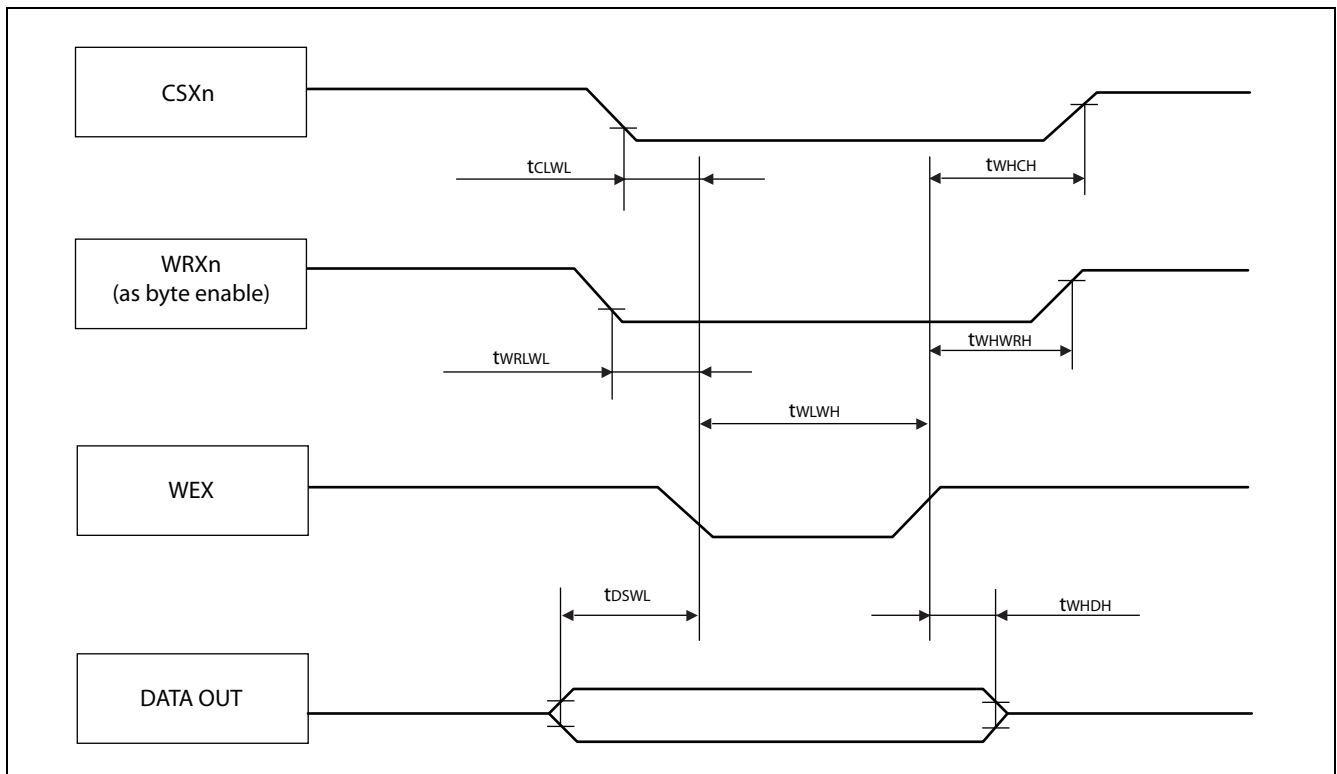 CSXn
tCLWL
tWHCH
WRXn
(as byte enable)
tWRLWL
tWHWRH
tWLWH
WEX
tDSWL
tWHDH
DATA OUT